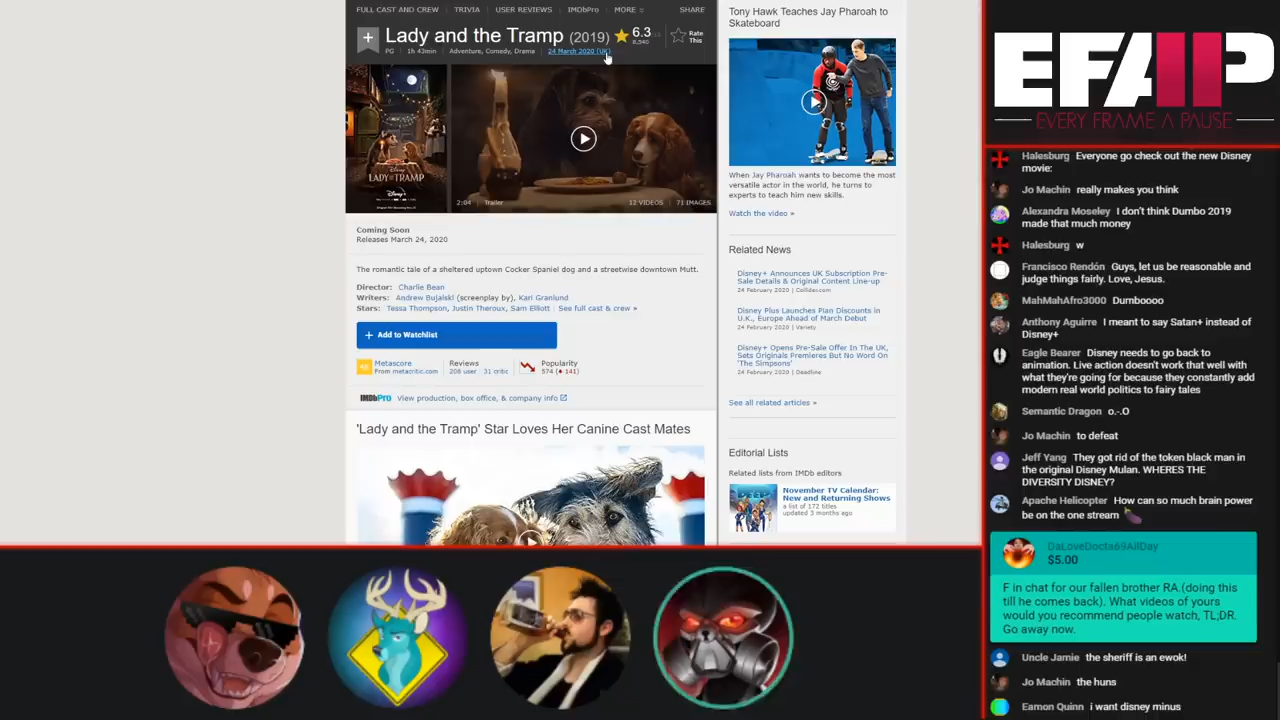 FULL CAST AND CREW TRIVIA USER REVIEWS IMDbPro MORE SHARE
Lady and the Tramp (2019) 6.3 Rate This
PG 1h 43min Adventure, Comedy, Drama 24 March 2020 (UK)
LADY AND THE TRAMP
Disney+
2:04 Trailer 12 VIDEOS 71 IMAGES
Coming Soon
Releases March 24, 2020
The romantic tale of a sheltered uptown Cocker Spaniel dog and a streetwise downtown Mutt.
Director: Charlie Bean
Writers: Andrew Bujalski (screenplay by), Kari Granlund
Stars: Tessa Thompson, Justin Theroux, Sam Elliott See full cast & crew »
+ Add to Watchlist
Metascore
From metacritic.com
Reviews
208 user 31 critic
Popularity
574 (141)
IMDbPro View production, box office, & company info
'Lady and the Tramp' Star Loves Her Canine Cast Mates
Tony Hawk Teaches Jay Pharoah to
Skateboard
When Jay Pharoah wants to become the most
versatile actor in the world, he turns to
experts to teach him new skills.
Watch the video »
Related News
Disney+ Announces UK Subscription Pre-
Sale Details & Original Content Line-up
24 February 2020 | Collider.com
Disney Plus Launches Plan Discounts in
U.K., Europe Ahead of March Debut
24 February 2020 | Variety
Disney+ Opens Pre-Sale Offer In The UK,
Sets Originals Premieres But No Word On
'The Simpsons'
24 February 2020 | Deadline
See all related articles »
Editorial Lists
Related lists from IMDb editors
November TV Calendar:
New and Returning Shows
a list of 172 titles
updated 3 months ago
EFAP
EVERY FRAME A PAUSE
Halesburg Everyone go check out the new Disney
movie:
Jo Machin really makes you think
Alexandra Moseley I don't think Dumbo 2019
made that much money
Halesburg w
Francisco Rendón Guys, let us be reasonable and
judge things fairly. Love, Jesus.
MahMahAfro3000 Dumboooo
Anthony Aguirre I meant to say Satan+ instead of
Disney+
Eagle Bearer Disney needs to go back to
animation. Live action doesn't work that well with
what they're going for because they constantly add
modern real world politics to fairy tales
Semantic Dragon o.-.O
Jo Machin to defeat
Jeff Yang They got rid of the token black man in
the original Disney Mulan. WHERES THE
DIVERSITY DISNEY?
Apache Helicopter How can so much brain power
be on the one stream
DaLoveDocta69AllDay
$5.00
F in chat for our fallen brother RA.(doing this
till he comes back). What videos of yours
would you recommend people watch, TL;DR.
Go away now.
Uncle Jamie the sheriff is an ewok!
Jo Machin the huns
Eamon Quinn i want disney minus